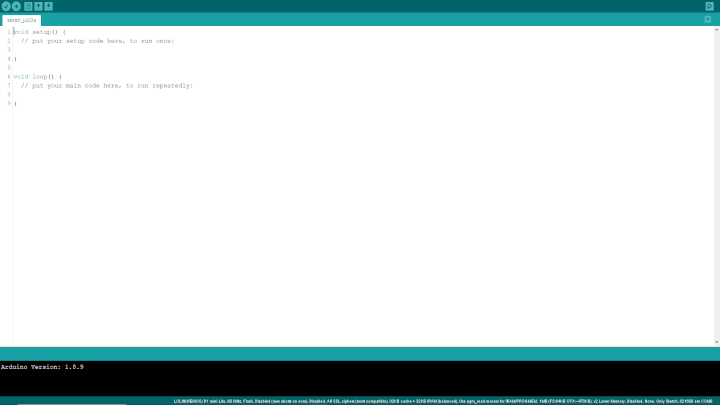 sketch_jul22a
1 void setup() {
2 // put your setup code here, to run once:
3
4 }
5
6 void loop() {
7 // put your main code here, to run repeatedly:
8
9 }
Arduino Version: 1.8.9
LOLIN(WEMOS) D1 mini Lite, 80 MHz, Flash, Disabled (new aborts on oom), Disabled, All SSL ciphers (most compatible), 32KB cache + 32KB IRAM (balanced), Use pgm_read macros for IRAM/PROGMEM, 1MB (FS:64KB OTA:~470KB), v2 Lower Memory, Disabled, None, Only Sketch, 921600 em COM6